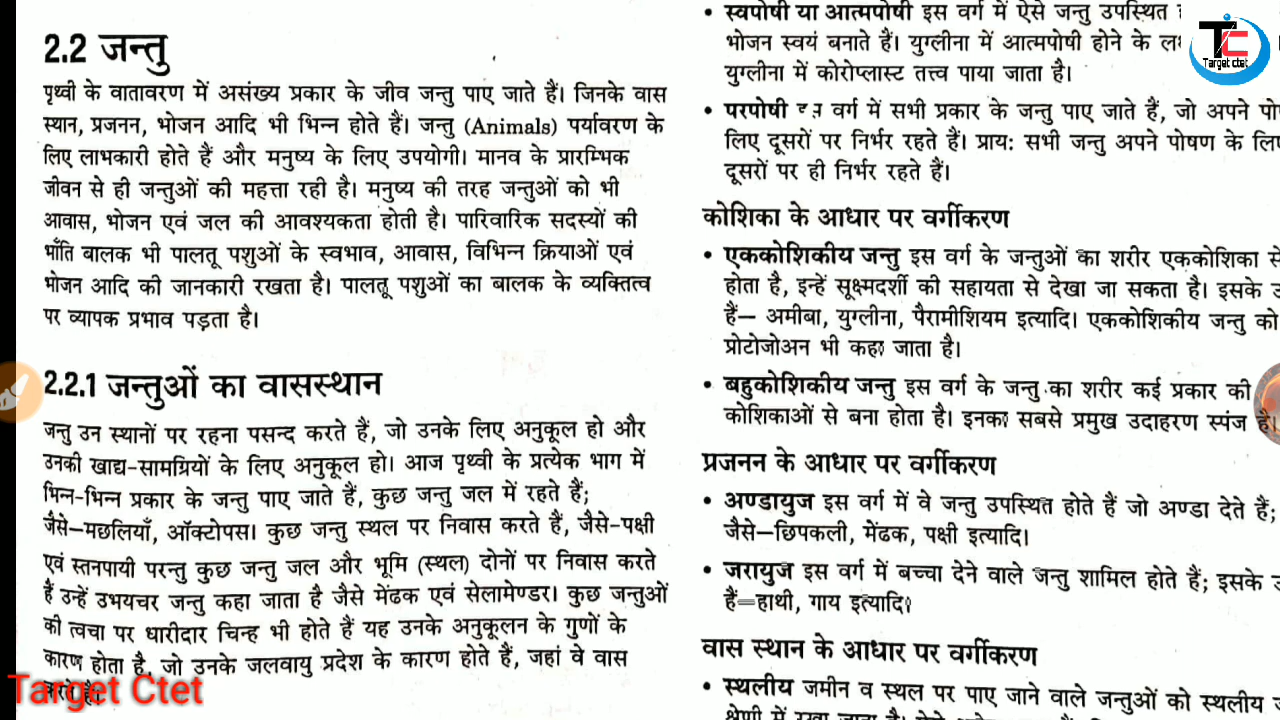 2.2 जन्तु
पृथ्वी के वातावरण में असंख्य प्रकार के जीव जन्तु पाए जाते हैं। जिनके वास
स्थान, प्रजनन, भोजन आदि भी भिन्न होते हैं। जन्तु (Animals) पर्यावरण के
लिए लाभकारी होते हैं और मनुष्य के लिए उपयोगी। मानव के प्रारम्भिक
जीवन से ही जन्तुओं की महत्ता रही है। मनुष्य की तरह जन्तुओं को भी
आवास, भोजन एवं जल की आवश्यकता होती है। पारिवारिक सदस्यों की
भाँति बालक भी पालतू पशुओं के स्वभाव, आवास, विभिन्न क्रियाओं एवं
भोजन आदि की जानकारी रखता है। पालतू पशुओं का बालक के व्यक्तित्व
पर व्यापक प्रभाव पड़ता है।
2.2.1 जन्तुओं का वासस्थान
जन्तु उन स्थानों पर रहना पसन्द करते हैं, जो उनके लिए अनुकूल हो और
उनकी खाद्य-सामग्रियों के लिए अनुकूल हो। आज पृथ्वी के प्रत्येक भाग में
भिन्न-भिन्न प्रकार के जन्तु पाए जाते हैं, कुछ जन्तु जल में रहते हैं;
जैसे—मछलियाँ, ऑक्टोपस। कुछ जन्तु स्थल पर निवास करते हैं, जैसे-पक्षी
एवं स्तनपायी परन्तु कुछ जन्तु जल और भूमि (स्थल) दोनों पर निवास करते
हैं उन्हें उभयचर जन्तु कहा जाता है जैसे मेंढक एवं सेलामेण्डर। कुछ जन्तुओं
की त्वचा पर धारीदार चिन्ह भी होते हैं यह उनके अनुकूलन के गुणों के
कारण होता है, जो उनके जलवायु प्रदेश के कारण होते हैं, जहां वे वास
Target Ctet
• स्वपोषी या आत्मपोषी इस वर्ग में ऐसे जन्तु उपस्थित
भोजन स्वयं बनाते हैं। युग्लीना में आत्मपोषी होने के
युग्लीना में कोरोप्लास्ट तत्त्व पाया जाता है।
• परपोषी वर्ग में सभी प्रकार के जन्तु पाए जाते हैं, जो अपने
लिए दूसरों पर निर्भर रहते हैं। प्राय: सभी जन्तु अपने पोषण के
दूसरों पर ही निर्भर रहते हैं।
कोशिका के आधार पर वर्गीकरण
• एककोशिकीय जन्तु इस वर्ग के जन्तुओं का शरीर एककोशिका से
होता है, इन्हें सूक्ष्मदर्शी की सहायता से देखा जा सकता है। इसके
हैं— अमीबा, युग्लीना, पैरामीशियम इत्यादि। एककोशिकीय जन्तु को
प्रोटोजोअन भी कहा जाता है।
• बहुकोशिकीय जन्तु इस वर्ग के जन्तु का शरीर कई प्रकार की
कोशिकाओं से बना होता है। इनका सबसे प्रमुख उदाहरण स्पंज है।
प्रजनन के आधार पर वर्गीकरण
• अण्डायुज इस वर्ग में वे जन्तु उपस्थित होते हैं जो अण्डा देते हैं;
जैसे—छिपकली, मेंढक, पक्षी इत्यादि।
• जरायुज इस वर्ग में बच्चा देने वाले जन्तु शामिल होते हैं; इसके
हैं—हाथी, गाय इत्यादि।
वास स्थान के आधार पर वर्गीकरण
• स्थलीय जमीन व स्थल पर पाए जाने वाले जन्तुओं को स्थलीय
TC
Target ctet